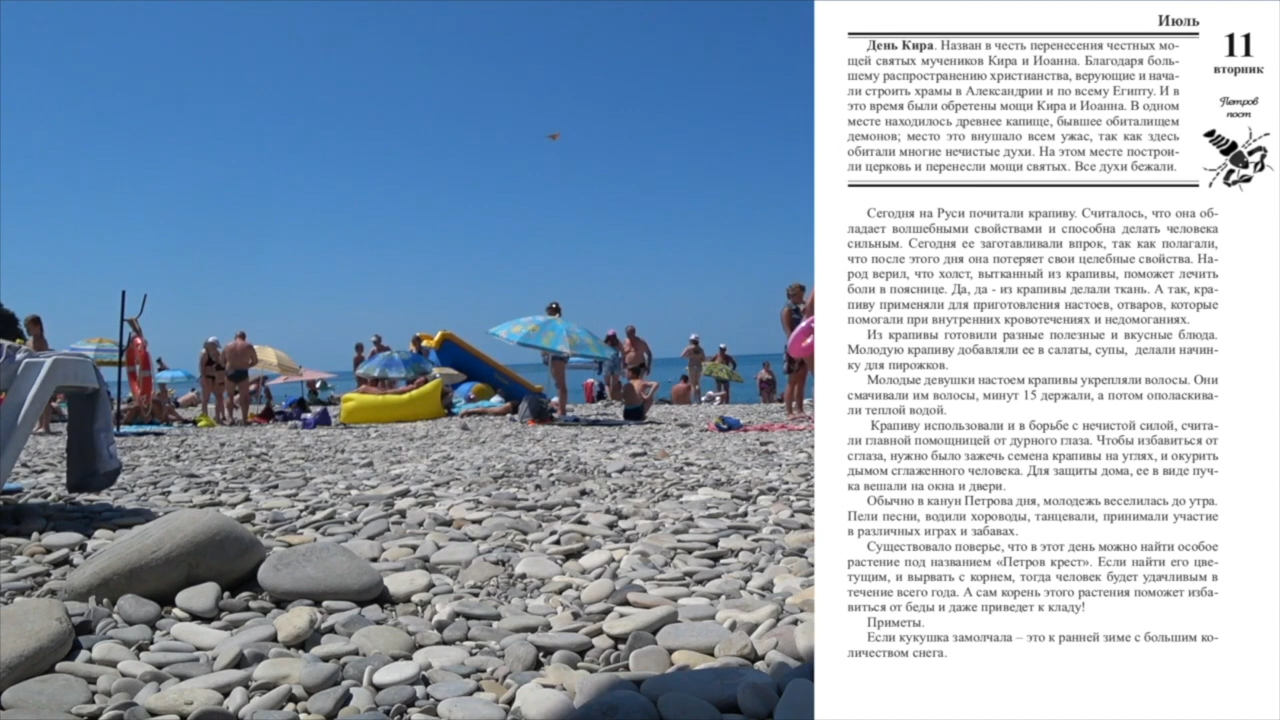 Июль
11
вторник
Петров
пост
День Кира. Назван в честь перенесения честных мо-
щей святых мучеников Кира и Иоанна. Благодаря боль-
шему распространению христианства, верующие и нача-
ли строить храмы в Александрии и по всему Египту. И в
это время были обретены мощи Кира и Иоанна. В одном
месте находилось древнее капище, бывшее обиталищем
демонов; место это внушало всем ужас, так как здесь
обитали многие нечистые духи. На этом месте построи-
ли церковь и перенесли мощи святых. Все духи бежали.
Сегодня на Руси почитали крапиву. Считалось, что она об-
ладает волшебными свойствами и способна делать человека
сильным. Сегодня ее заготавливали впрок, так как полагали,
что после этого дня она потеряет свои целебные свойства. На-
род верил, что холст, вытканный из крапивы, поможет лечить
боли в пояснице. Да, да - из крапивы делали ткань. А так, кра-
пиву применяли для приготовления настоев, отваров, которые
помогали при внутренних кровотечениях и недомоганиях.
Из крапивы готовили разные полезные и вкусные блюда.
Молодую крапиву добавляли ее в салаты, супы, делали начин-
ку для пирожков.
Молодые девушки настоем крапивы укрепляли волосы. Они
смачивали им волосы, минут 15 держали, а потом ополаскива-
ли теплой водой.
Крапиву использовали и в борьбе с нечистой силой, счита-
ли главной помощницей от дурного глаза. Чтобы избавиться от
сглаза, нужно было зажечь семена крапивы на углях, и окурить
дымом сглаженного человека. Для защиты дома, ее в виде пуч-
ка вешали на окна и двери.
Обычно в канун Петрова дня, молодежь веселилась до утра.
Пели песни, водили хороводы, танцевали, принимали участие
в различных играх и забавах.
Существовало поверье, что в этот день можно найти особое
растение под названием «Петров крест». Если найти его цве-
тущим, и вырвать с корнем, тогда человек будет удачливым в
течение всего года. А сам корень этого растения поможет изба-
виться от беды и даже приведет к кладу!
Приметы.
Если кукушка замолчала – это к ранней зиме с большим ко-
личеством снега.